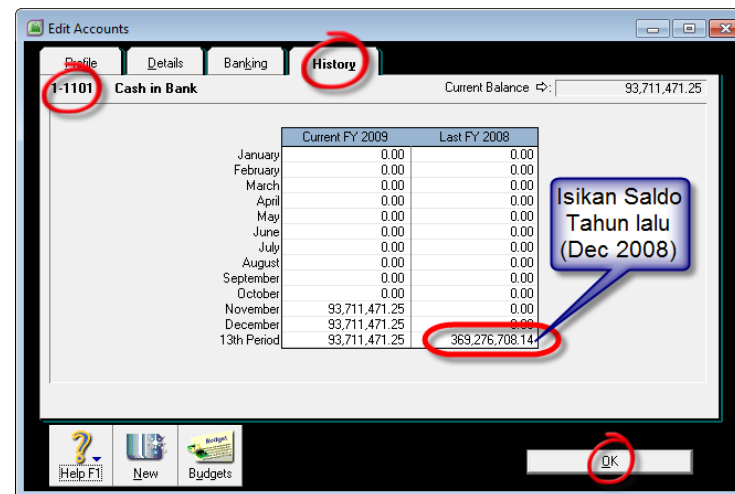 Edit Accounts
Profile Details Banking History
1-1101 Cash in Bank Current Balance ⇨: 93,711,471.25
Current FY 2009 Last FY 2008
January 0.00 0.00
February 0.00 0.00
March 0.00 0.00
April 0.00 0.00
May 0.00 0.00
June 0.00 0.00
July 0.00 0.00
August 0.00 0.00
September 0.00 0.00
October 0.00 0.00
November 93,711,471.25 0.00
December 93,711,471.25 0.00
13th Period 93,711,471.25 369,276,708.14
Isikan Saldo
Tahun lalu
(Dec 2008)
Budget
Help F1 New Budgets
OK